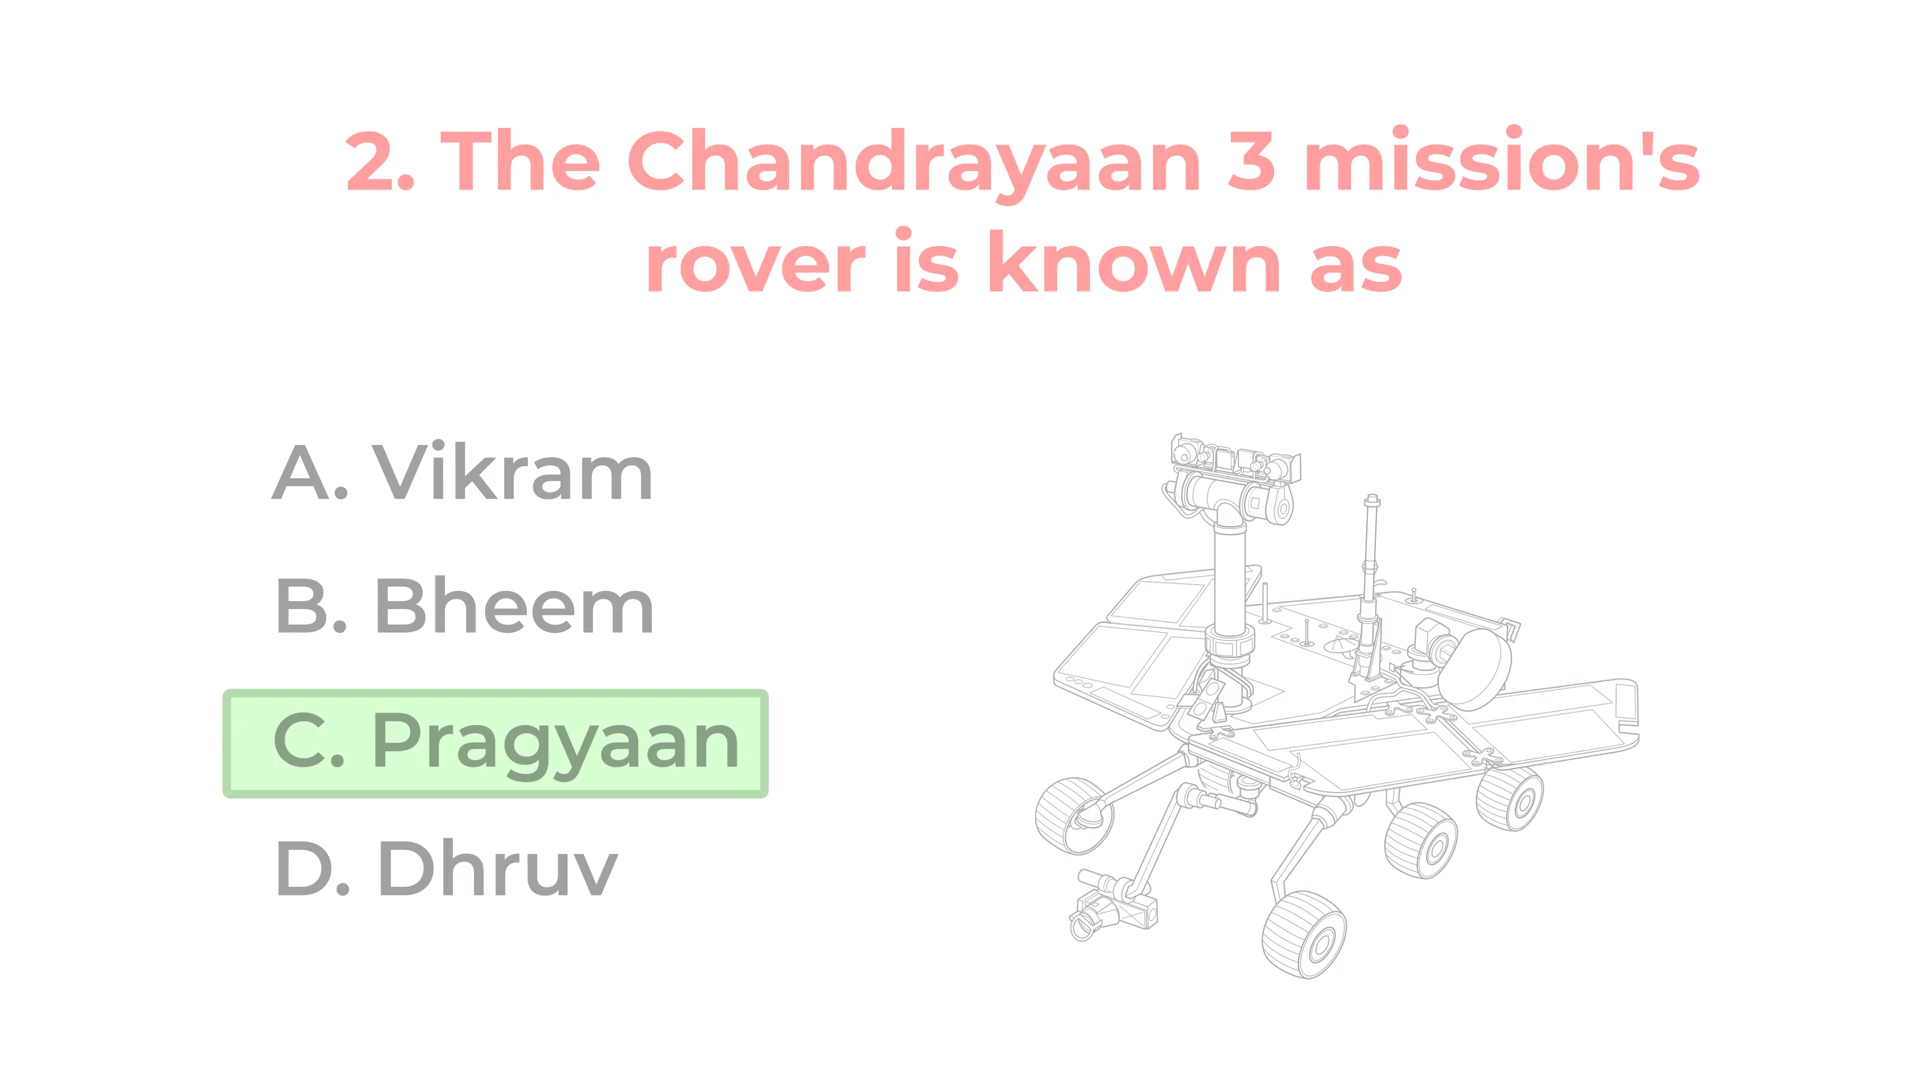 2. The Chandrayaan 3 mission's
rover is known as
A. Vikram
B. Bheem
C. Pragyaan
D. Dhruv